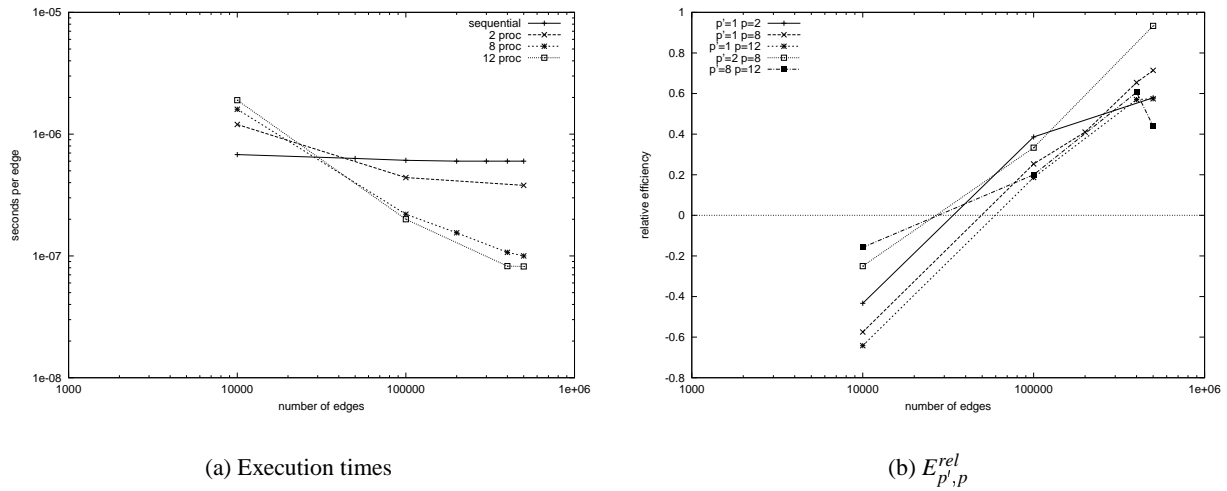 1e-05
1e-06
1e-07
1e-08
1000
10000
100000
1e+06
seconds per edge
number of edges
sequential
2 proc
8 proc
12 proc
(a) Execution times
1
0.8
0.6
0.4
0.2
0
-0.2
-0.4
-0.6
-0.8
1000
10000
100000
1e+06
relative efficiency
number of edges
p'=1 p=2
p'=1 p=8
p'=1 p=12
p'=2 p=8
p'=8 p=12
(b) E^{rel}_{p',p}